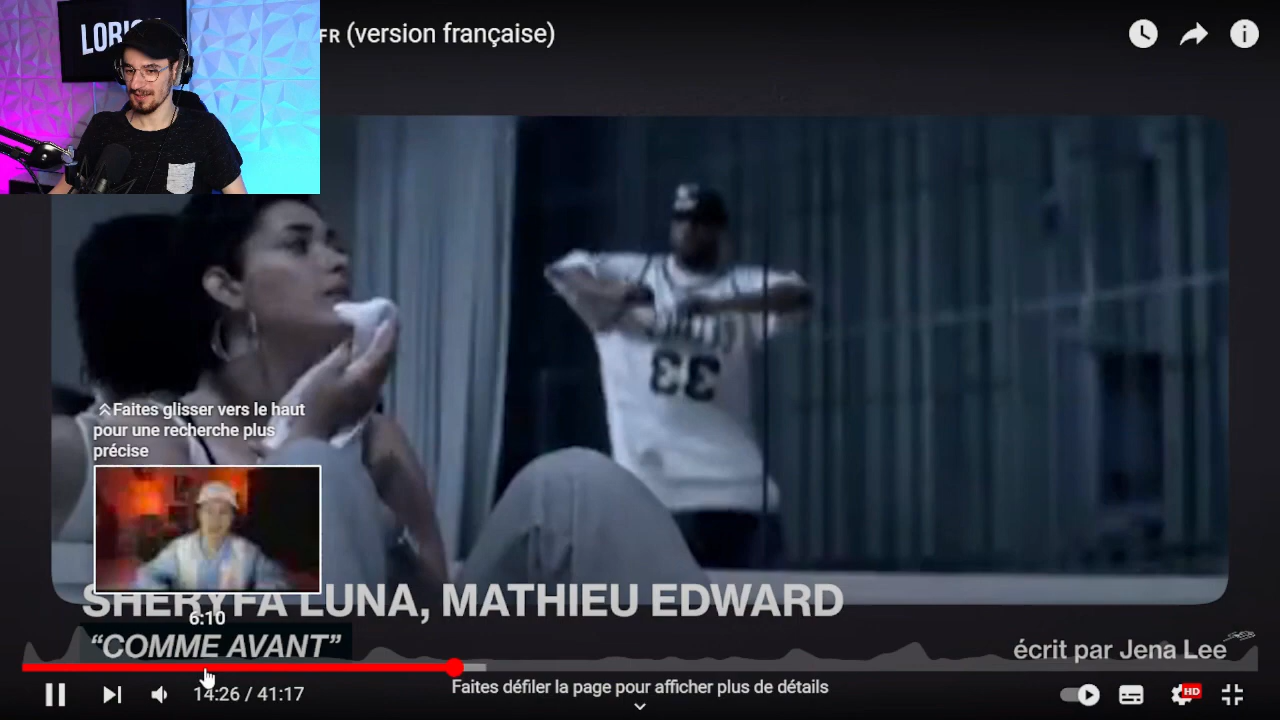 FR (version française)
Faites glisser vers le haut
pour une recherche plus
précise
33
SHERYFA LUNA, MATHIEU EDWARD
6:10
“COMME AVANT”
écrit par Jena Lee
14:26 / 41:17
Faites défiler la page pour afficher plus de détails
HD